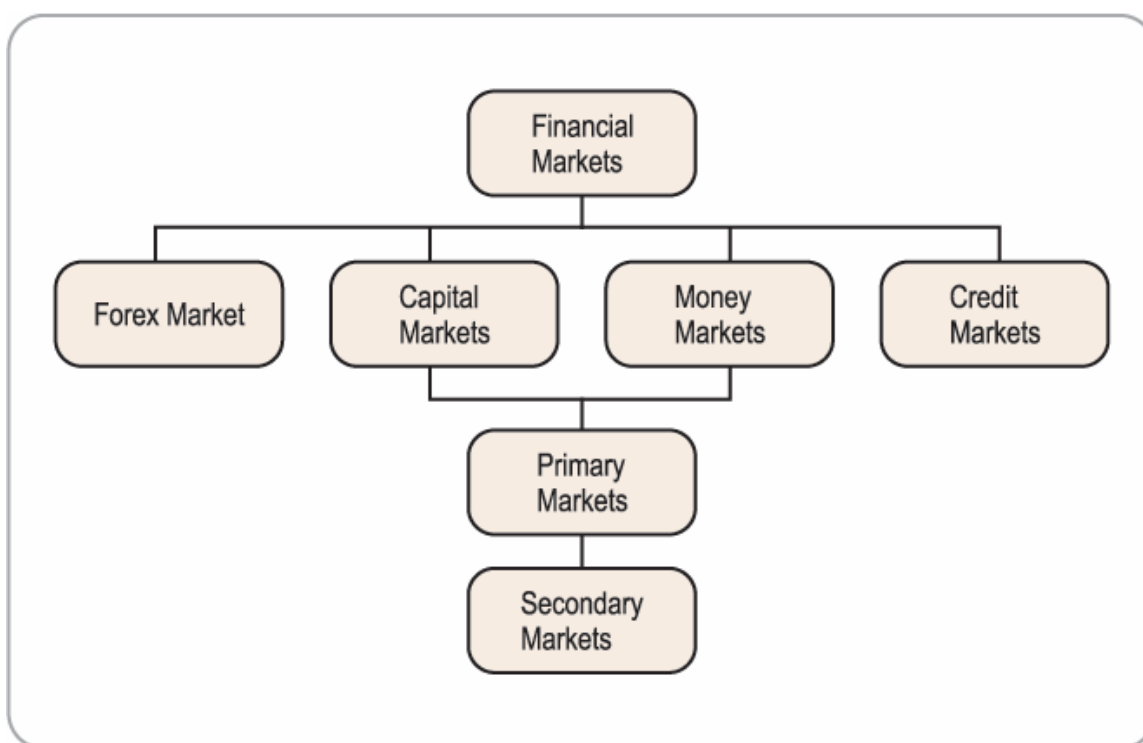 Financial
Markets
Forex Market
Capital
Markets
Money
Markets
Credit
Markets
Primary
Markets
Secondary
Markets